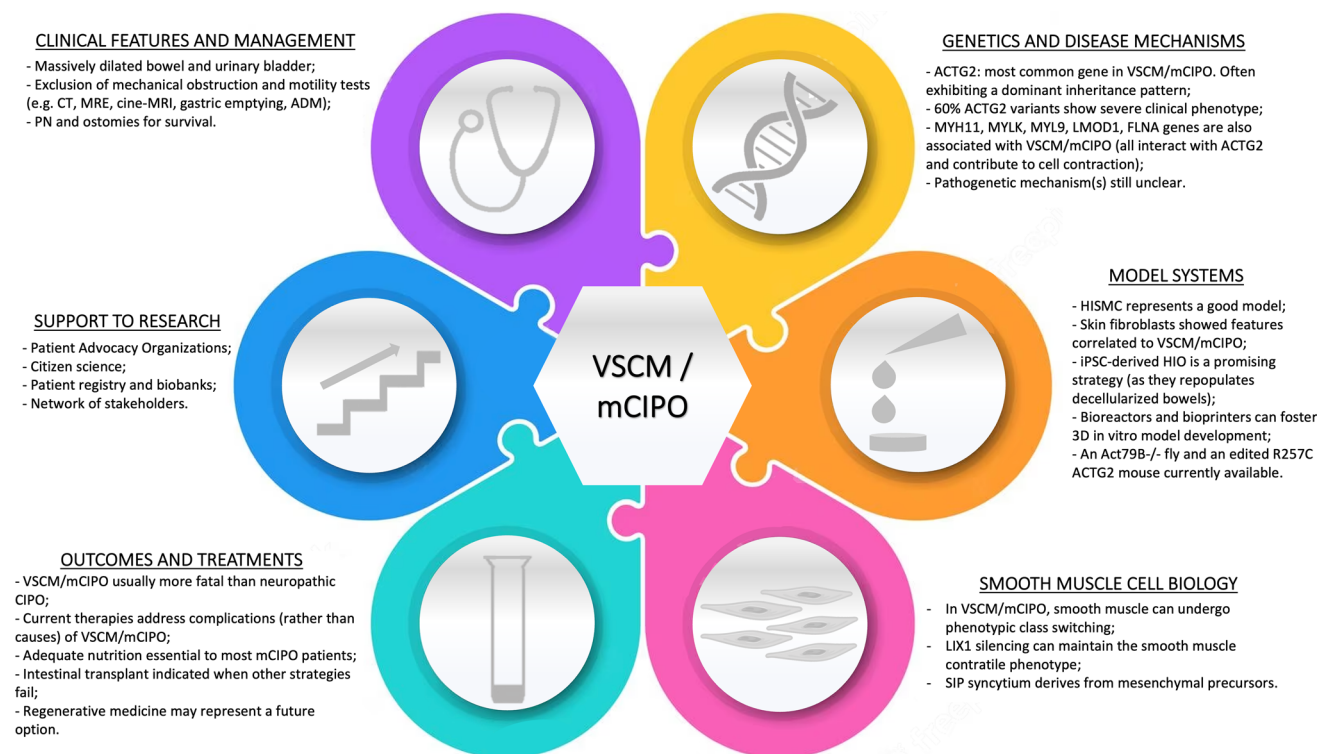 CLINICAL FEATURES AND MANAGEMENT
- Massively dilated bowel and urinary bladder;
- Exclusion of mechanical obstruction and motility tests
(e.g. CT, MRE, cine-MRI, gastric emptying, ADM);
- PN and ostomies for survival.
GENETICS AND DISEASE MECHANISMS
- ACTG2: most common gene in VSCM/mCIPO. Often
exhibiting a dominant inheritance pattern;
- 60% ACTG2 variants show severe clinical phenotype;
- MYH11, MYLK, MYL9, LMOD1, FLNA genes are also
associated with VSCM/mCIPO (all interact with ACTG2
and contribute to cell contraction);
- Pathogenetic mechanism(s) still unclear.
SUPPORT TO RESEARCH
- Patient Advocacy Organizations;
- Citizen science;
- Patient registry and biobanks;
- Network of stakeholders.
VSCM /
mCIPO
MODEL SYSTEMS
- HISMC represents a good model;
- Skin fibroblasts showed features
correlated to VSCM/mCIPO;
- iPSC-derived HIO is a promising
strategy (as they repopulates
decellularized bowels);
- Bioreactors and bioprinters can foster
3D in vitro model development;
- An Act79B-/- fly and an edited R257C
ACTG2 mouse currently available.
OUTCOMES AND TREATMENTS
- VSCM/mCIPO usually more fatal than neuropathic
CIPO;
- Current therapies address complications (rather than
causes) of VSCM/mCIPO;
- Adequate nutrition essential to most mCIPO patients;
- Intestinal transplant indicated when other strategies
fail;
- Regenerative medicine may represent a future
option.
SMOOTH MUSCLE CELL BIOLOGY
- In VSCM/mCIPO, smooth muscle can undergo
phenotypic class switching;
- LIX1 silencing can maintain the smooth muscle
contratile phenotype;
- SIP syncytium derives from mesenchymal precursors.